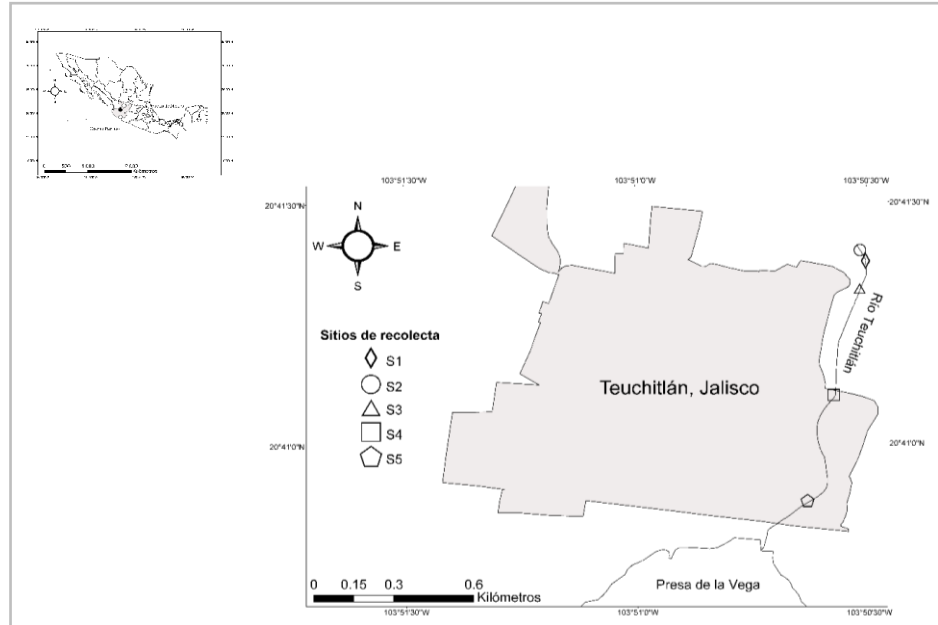 103°51'30"W
103°51'0"W
103°50'30"W
20°41'30"N
20°41'30"N
N
W
E
S
Sitios de recolecta
S1
S2
S3
S4
S5
Río Teuchitlán
Teuchitlán, Jalisco
20°41'0"N
20°41'0"N
Presa de la Vega
0 0.15 0.3 0.6
Kilómetros
103°51'30"W
103°51'0"W
103°50'30"W